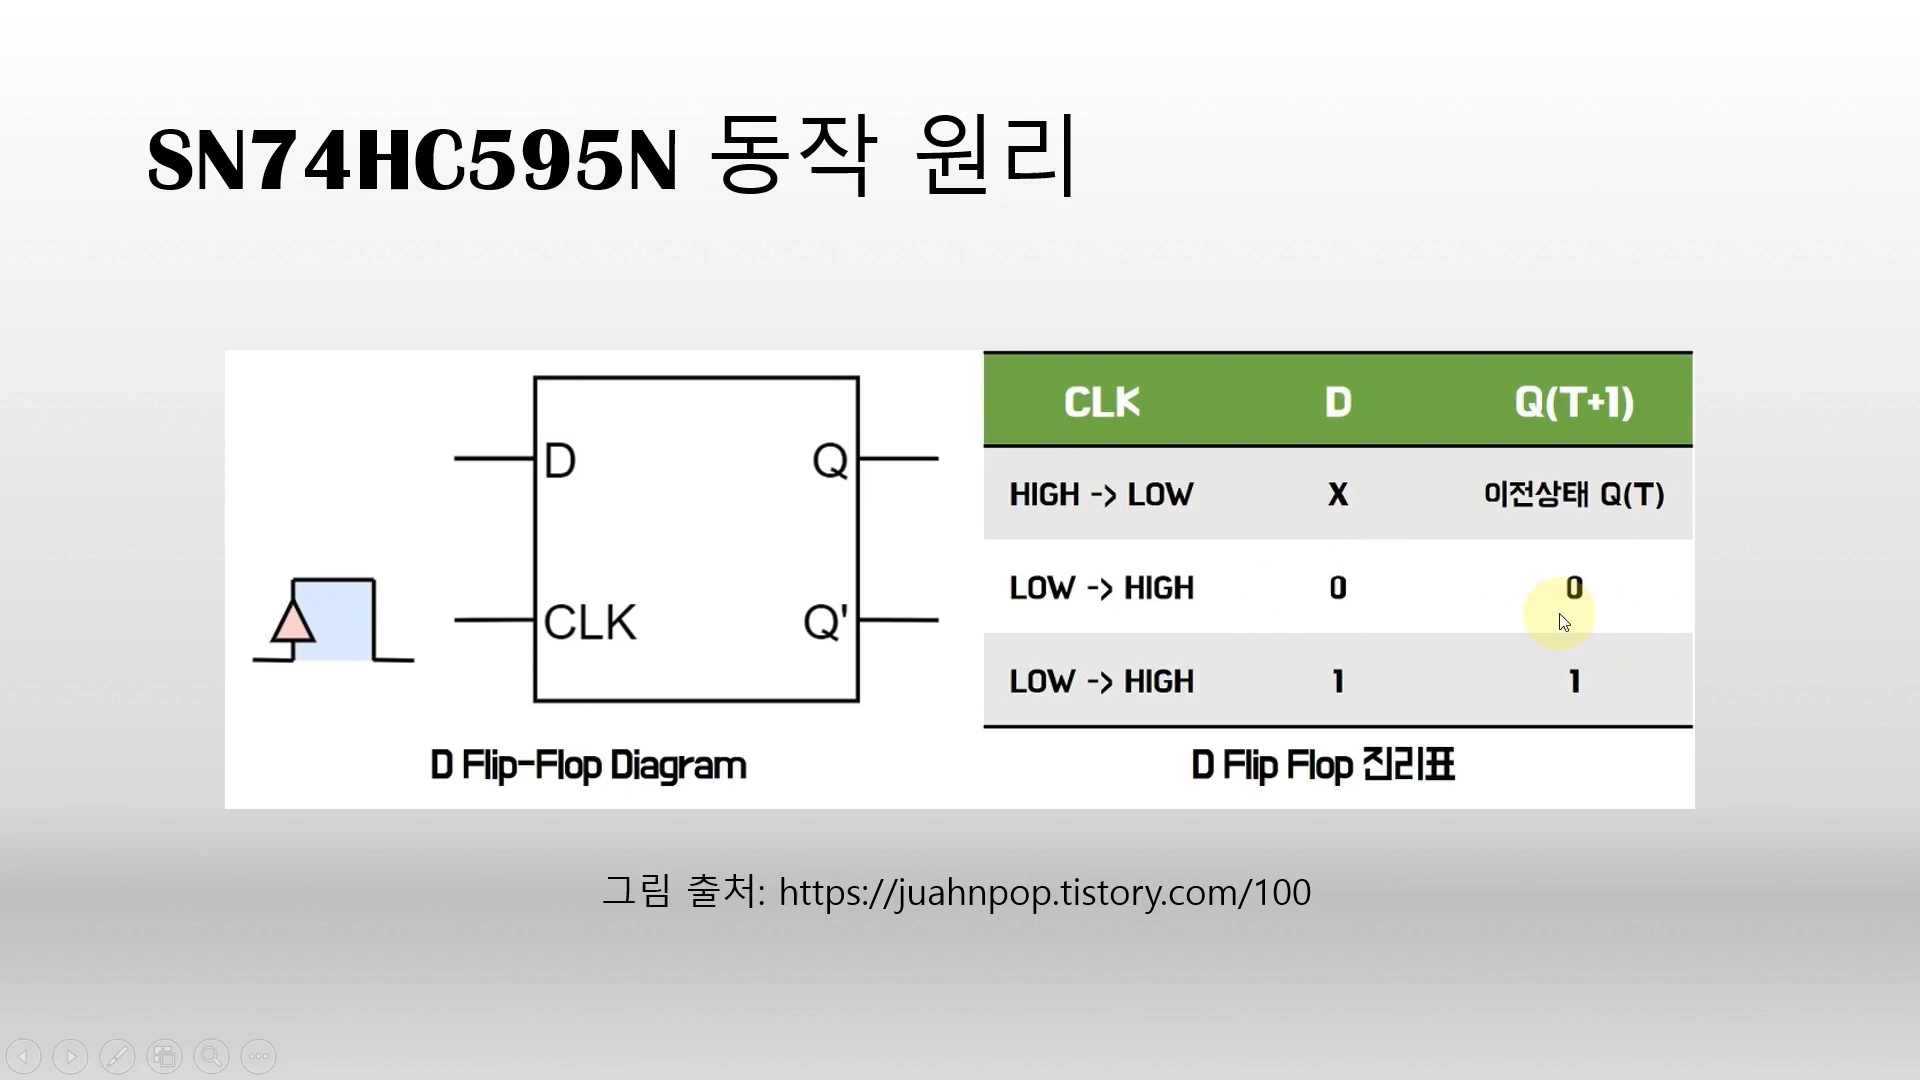 SN74HC595N 동작 원리
D
Q
CLK
Q'
D Flip-Flop Diagram
CLK D Q(T+1)
HIGH -> LOW X 이전상태 Q(T)
LOW -> HIGH 0 0
LOW -> HIGH 1 1
D Flip Flop 진리표
그림 출처: https://juahnpop.tistory.com/100